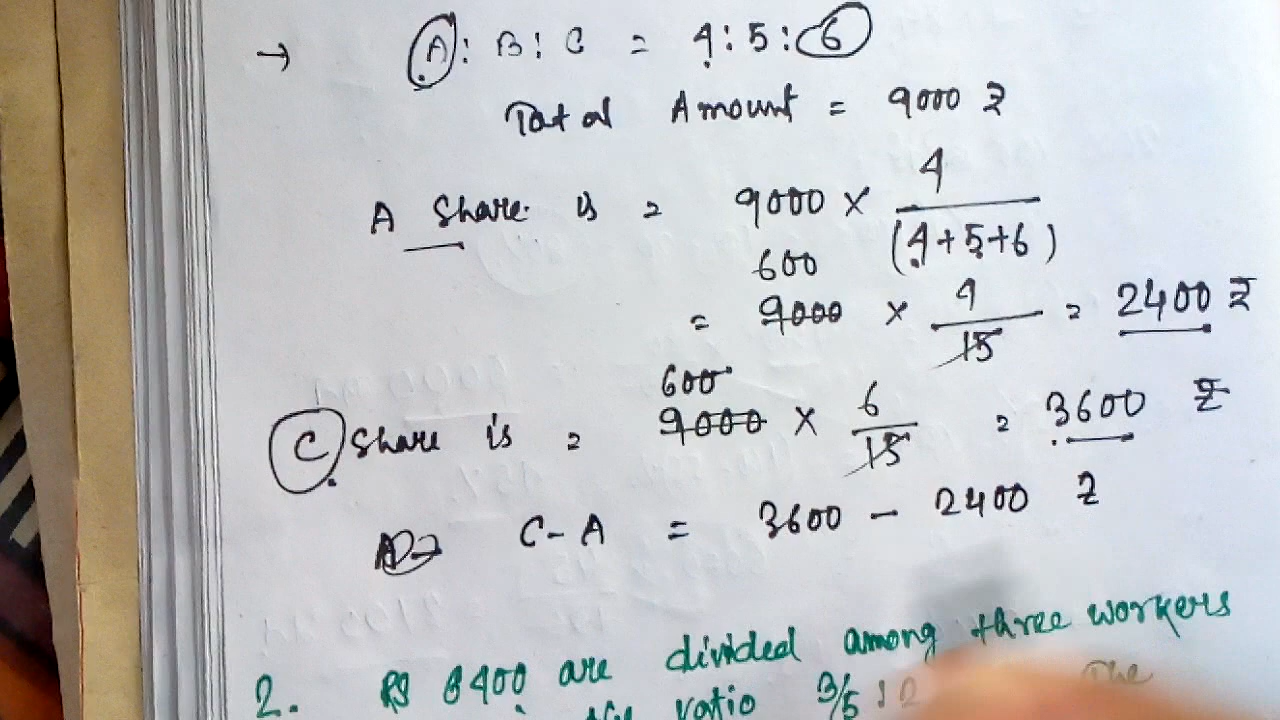 → A : B : C = 4 : 5 : 6
Total Amount = 9000 ₹
A Share is = 9000 × 4 / (4+5+6)
600
= 9000 × 4 / 15 = 2400 ₹
600
C Share is = 9000 × 6 / 15 = 3600 ₹
C - A = 3600 - 2400 ₹
2. RS 8400 are divided among three workers
ratio 3/5 : 2 The